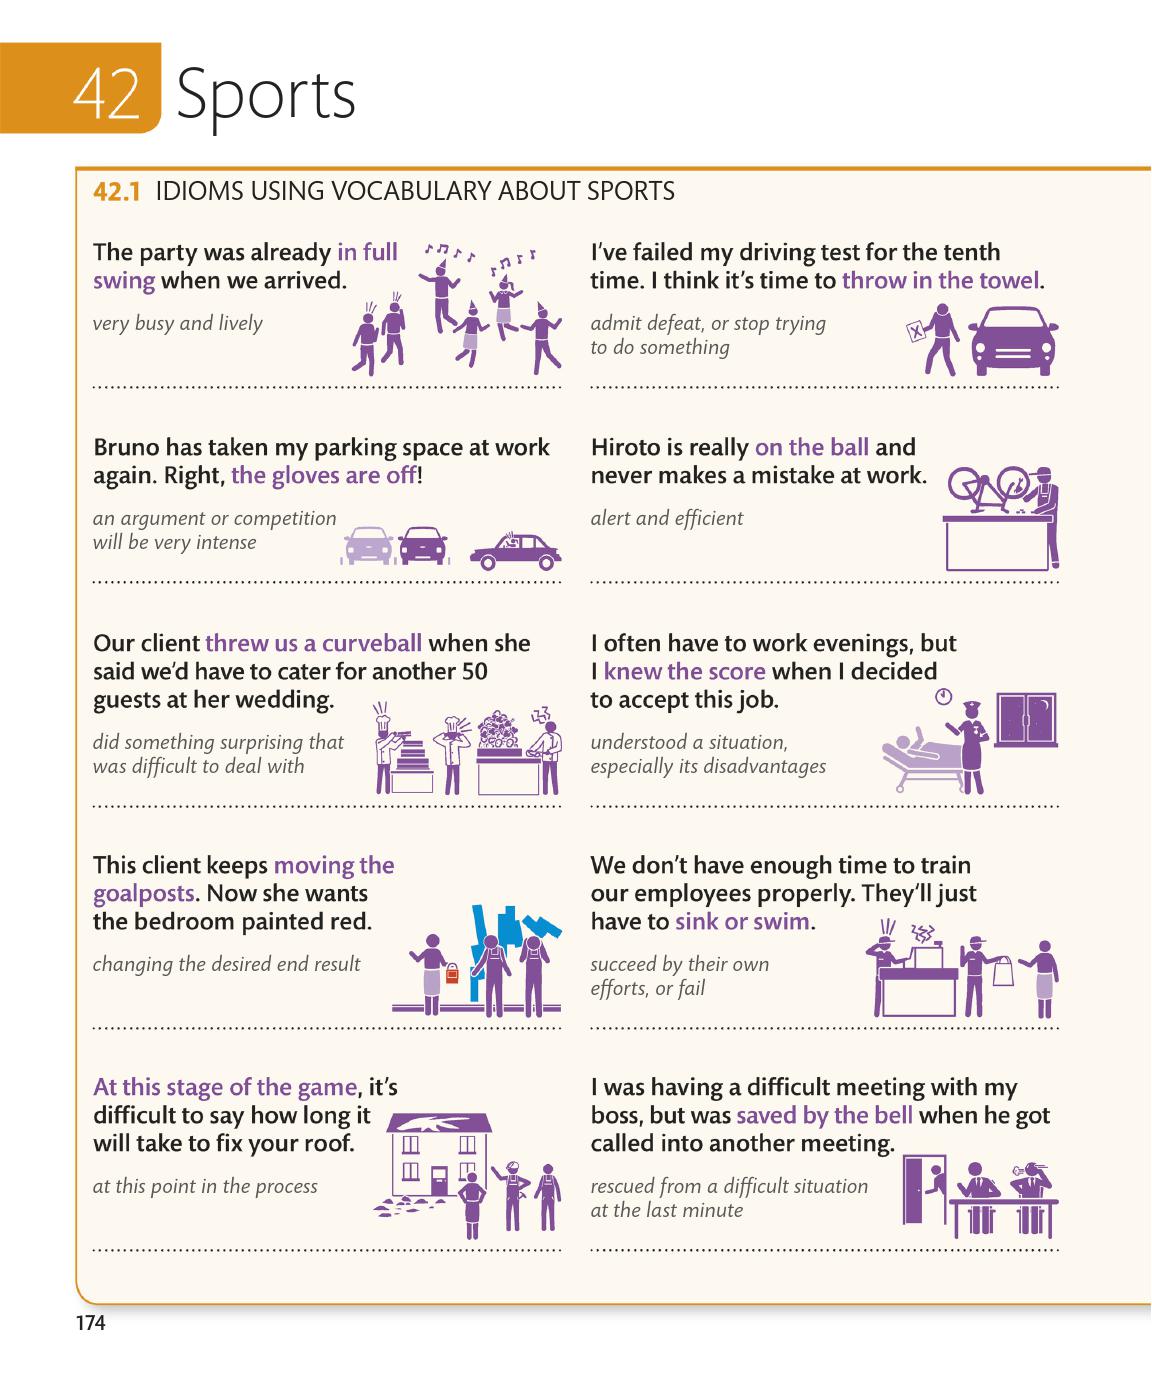 42 Sports
42.1 IDIOMS USING VOCABULARY ABOUT SPORTS
The party was already in full
swing when we arrived.
very busy and lively
I’ve failed my driving test for the tenth
time. I think it’s time to throw in the towel.
admit defeat, or stop trying
to do something
X
Bruno has taken my parking space at work
again. Right, the gloves are off!
an argument or competition
will be very intense
Hiroto is really on the ball and
never makes a mistake at work.
alert and efficient
Our client threw us a curveball when she
said we’d have to cater for another 50
guests at her wedding.
did something surprising that
was difficult to deal with
I often have to work evenings, but
I knew the score when I decided
to accept this job.
understood a situation,
especially its disadvantages
This client keeps moving the
goalposts. Now she wants
the bedroom painted red.
changing the desired end result
We don’t have enough time to train
our employees properly. They’ll just
have to sink or swim.
succeed by their own
efforts, or fail
At this stage of the game, it’s
difficult to say how long it
will take to fix your roof.
at this point in the process
I was having a difficult meeting with my
boss, but was saved by the bell when he got
called into another meeting.
rescued from a difficult situation
at the last minute
174